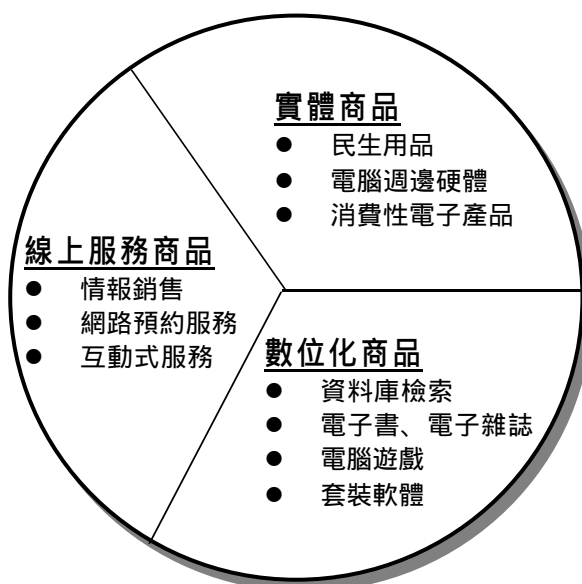 實體商品
● 民生用品
● 電腦週邊硬體
● 消費性電子產品
線上服務商品
● 情報銷售
● 網路預約服務
● 互動式服務
數位化商品
● 資料庫檢索
● 電子書、電子雜誌
● 電腦遊戲
● 套裝軟體